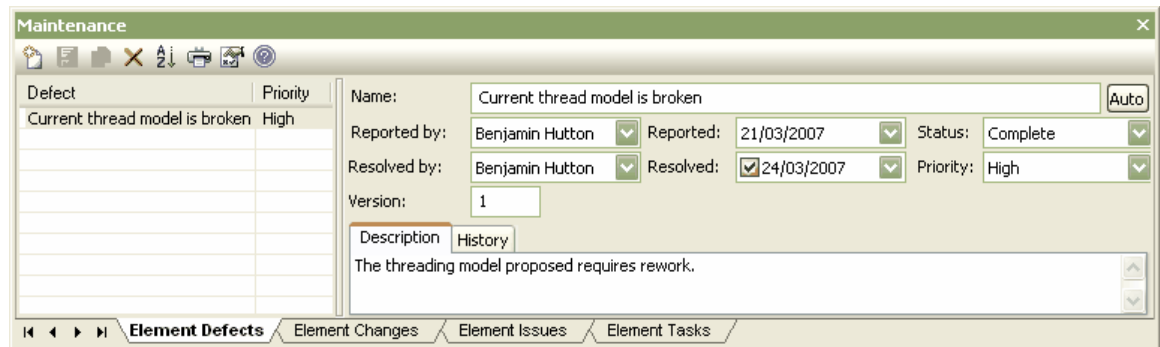 Maintenance
Defect Priority
Current thread model is broken High
Name: Current thread model is broken Auto
Reported by: Benjamin Hutton Reported: 21/03/2007 Status: Complete
Resolved by: Benjamin Hutton Resolved: 24/03/2007 Priority: High
Version: 1
Description History
The threading model proposed requires rework.
Element Defects Element Changes Element Issues Element Tasks